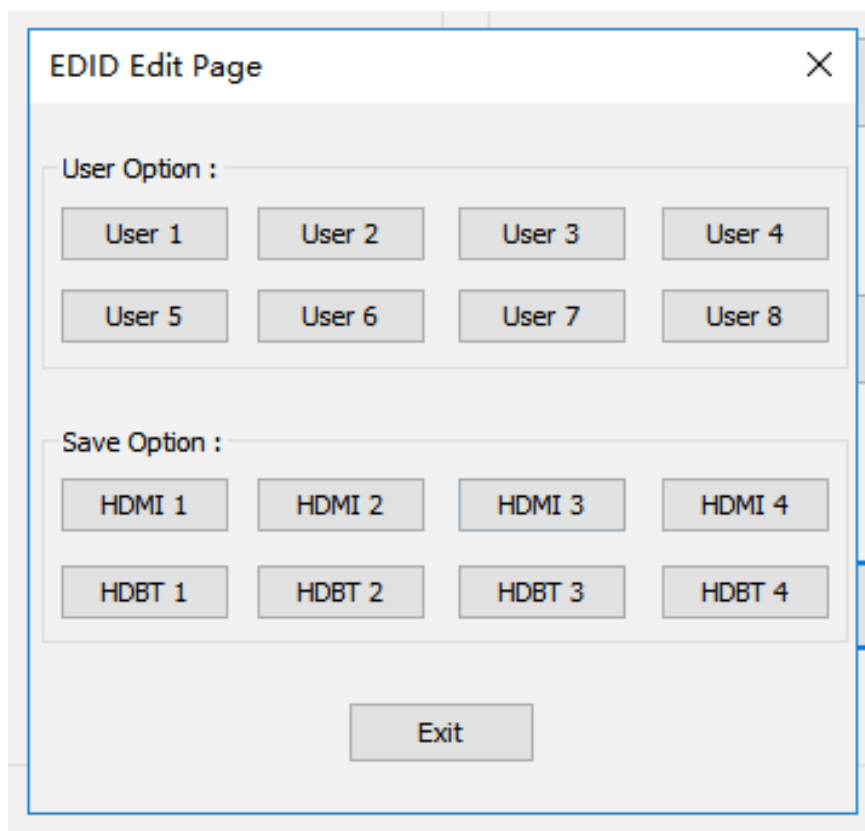 EDID Edit Page
User Option :
User 1 User 2 User 3 User 4
User 5 User 6 User 7 User 8
Save Option :
HDMI 1 HDMI 2 HDMI 3 HDMI 4
HDBT 1 HDBT 2 HDBT 3 HDBT 4
Exit